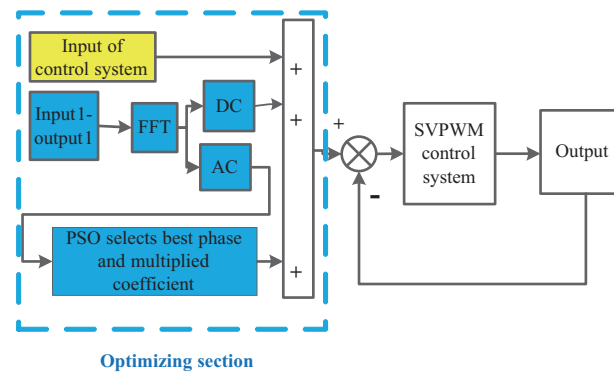 Input of
control system
+
Input1-
output1
FFT
DC
+
AC
PSO selects best phase
and multiplied
coefficient
+
+
-
SVPWM
control
system
Output
Optimizing section